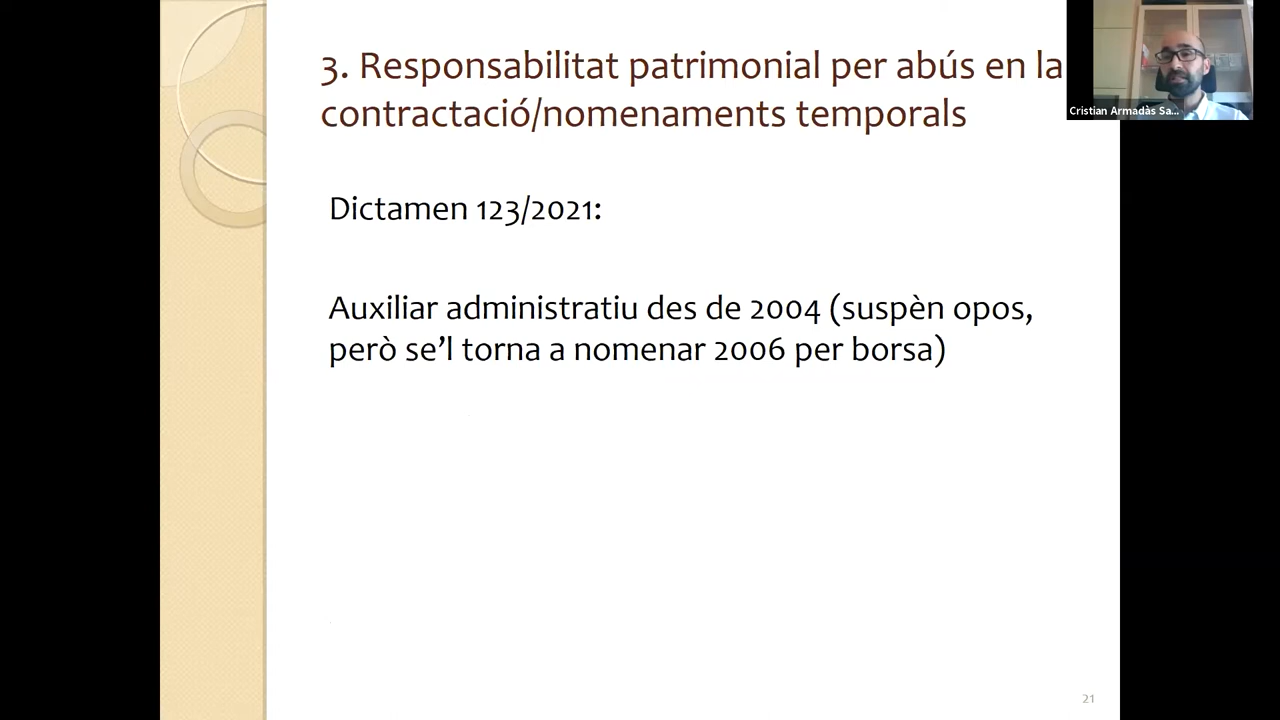 3. Responsabilitat patrimonial per abús en la
contractació/nomenaments temporals
Cristian Armadàs Sa...
Dictamen 123/2021:
Auxiliar administratiu des de 2004 (suspèn opos,
però se’l torna a nomenar 2006 per borsa)
21